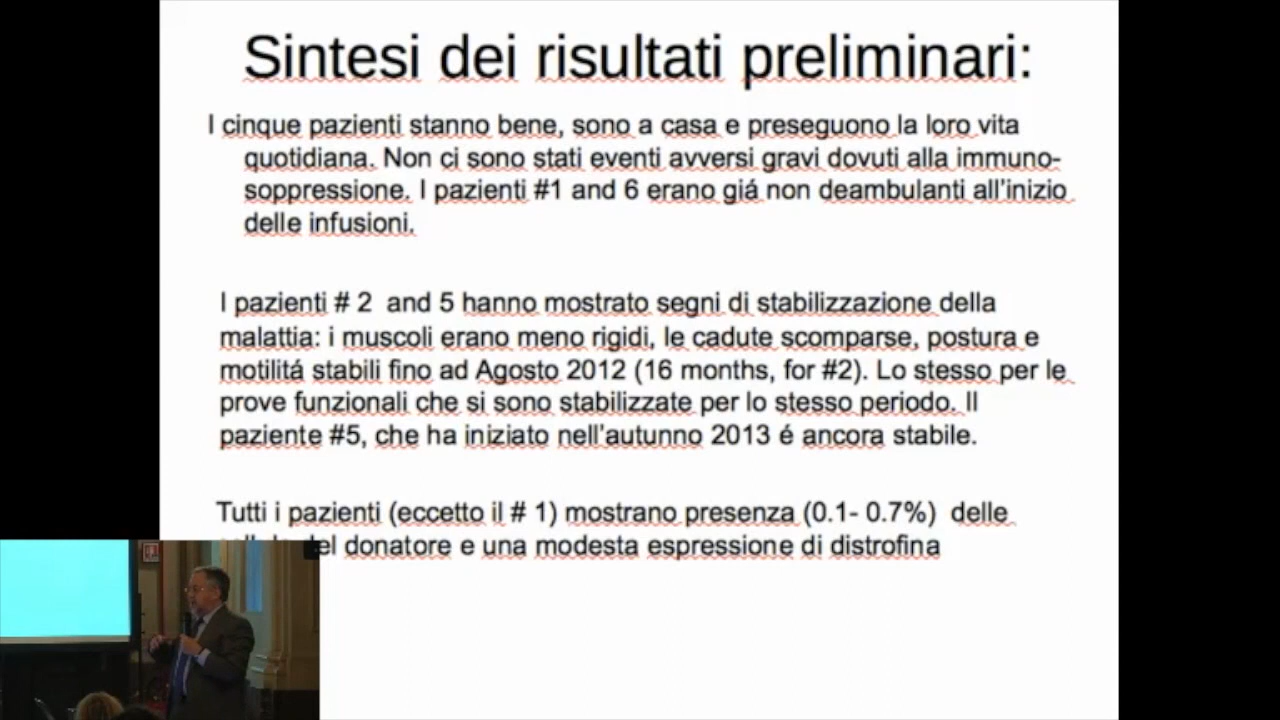 Sintesi dei risultati preliminari:
I cinque pazienti stanno bene, sono a casa e preseguono la loro vita
quotidiana. Non ci sono stati eventi avversi gravi dovuti alla immuno-
soppressione. I pazienti #1 and 6 erano giá non deambulanti all'inizio
delle infusioni.
I pazienti # 2 and 5 hanno mostrato segni di stabilizzazione della
malattia: i muscoli erano meno rigidi, le cadute scomparse, postura e
motilitá stabili fino ad Agosto 2012 (16 months, for #2). Lo stesso per le
prove funzionali che si sono stabilizzate per lo stesso periodo. Il
paziente #5, che ha iniziato nell'autunno 2013 é ancora stabile.
Tutti i pazienti (eccetto il # 1) mostrano presenza (0.1- 0.7%) delle
donatore e una modesta espressione di distrofina